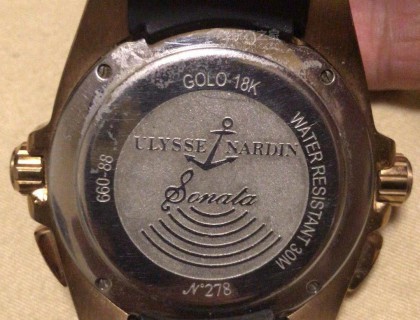 GOLO·18K
WATER RESISTANT 30M
660-88
ULYSSE NARDIN
Sonata
N°278